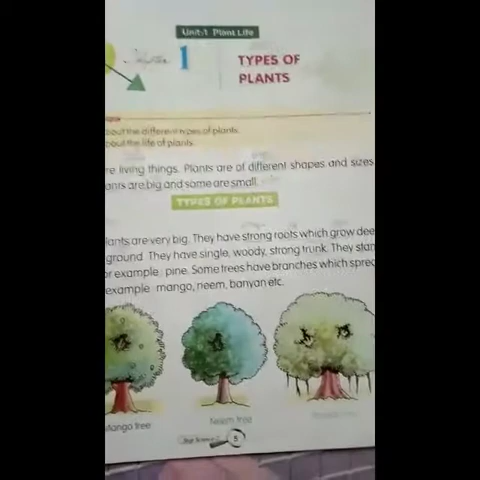 Unit:1 Plant Life
Chapter 1
TYPES OF
PLANTS
bout the different types of plants.
bout the life of plants.
re living things. Plants are of different shapes and sizes
ants are big and some are small.
TYPES OF PLANTS
lants are very big. They have strong roots which grow dee
ground. They have single, woody, strong trunk. They stan
or example : pine. Some trees have branches which spread
example : mango, neem, banyan etc.
Mango tree
Neem tree
5